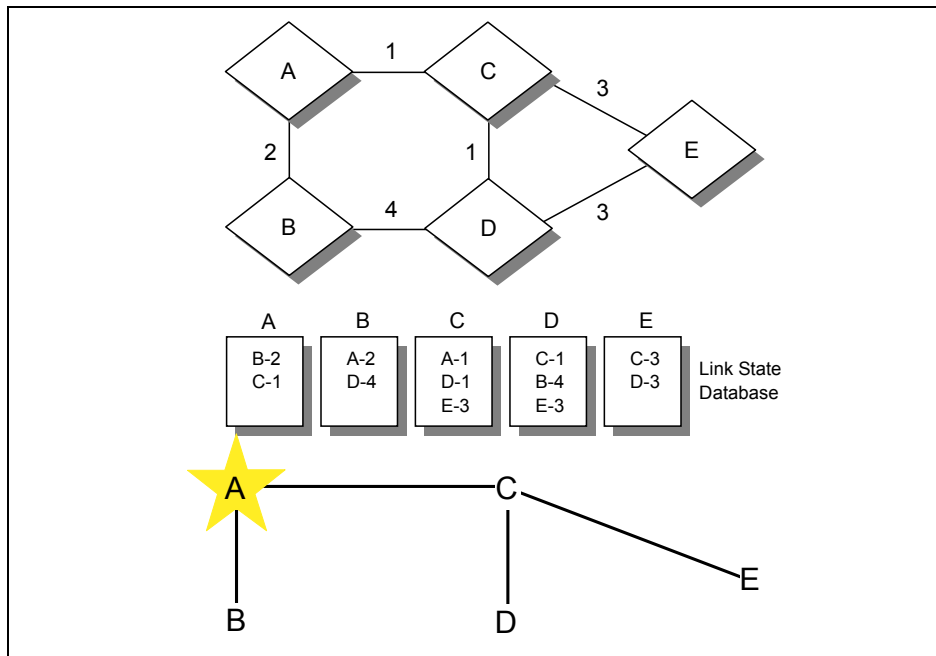 1
A
C
3
2
1
E
B
4
D
3
A B C D E
B-2
C-1
A-2
D-4
A-1
D-1
E-3
C-1
B-4
E-3
C-3
D-3
Link State
Database
A
C
E
B
D